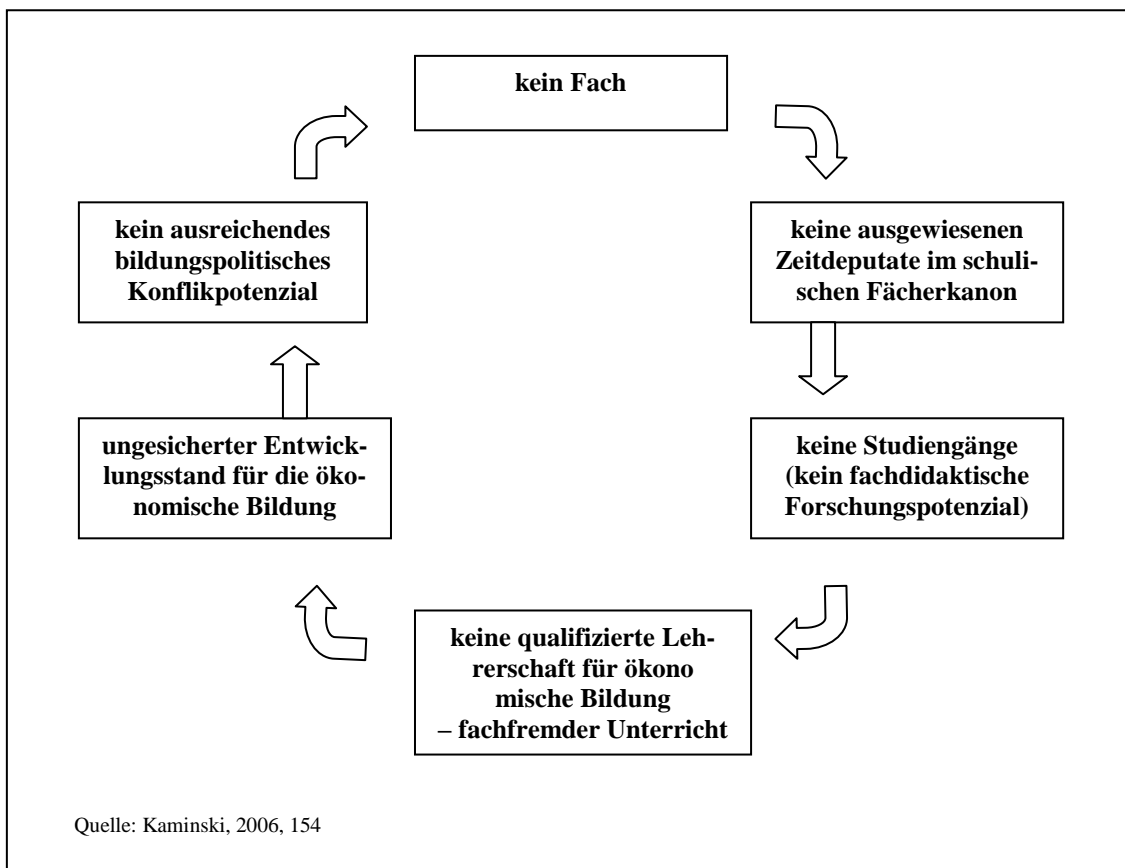 kein Fach
kein ausreichendes
bildungspolitisches
Konflikpotenzial
keine ausgewiesenen
Zeitdeputate im schuli-
schen Fächerkanon
ungesicherter Entwick-
lungsstand für die öko-
nomische Bildung
keine Studiengänge
(kein fachdidaktische
Forschungspotenzial)
keine qualifizierte Leh-
rerschaft für ökono
mische Bildung
– fachfremder Unterricht
Quelle: Kaminski, 2006, 154